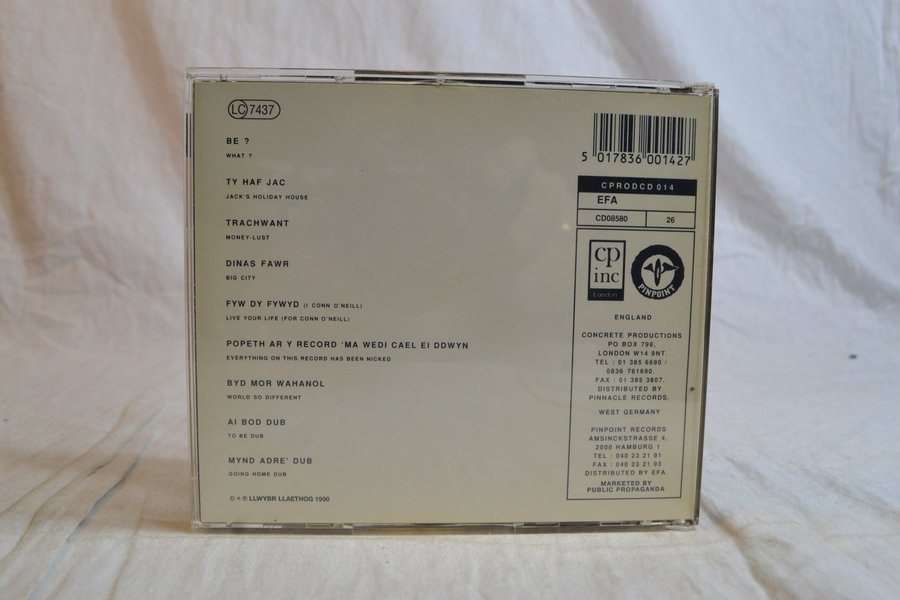 LC 7437
BE ?
WHAT ?
TY HAF JAC
JACK'S HOLIDAY HOUSE
TRACHWANT
MONEY-LUST
DINAS FAWR
BIG CITY
FYW DY FYWYD (I CONN O'NEILL)
LIVE YOUR LIFE (FOR CONN O'NEILL)
POPETH AR Y RECORD 'MA WEDI CAEL EI DDWYN
EVERYTHING ON THIS RECORD HAS BEEN NICKED
BYD MOR WAHANOL
WORLD SO DIFFERENT
AI BOD DUB
TO BE DUB
MYND ADRE' DUB
GOING HOME DUB
© + ℗ LLWYBR LLAETHOG 1990
5 017836 001427
CPRODCD 014
EFA
CD08580 26
cp
inc
London
PINPOINT
ENGLAND
CONCRETE PRODUCTIONS
PO BOX 798,
LONDON W14 9NT.
TEL : 01 385 6690 /
0836 761690.
FAX : 01 385 3807.
DISTRIBUTED BY
PINNACLE RECORDS.
WEST GERMANY
PINPOINT RECORDS
AMSINCKSTRASSE 4,
2000 HAMBURG 1
TEL : 040 23 21 91
FAX : 040 23 21 93
DISTRIBUTED BY EFA.
MARKETED BY
PUBLIC PROPAGANDA